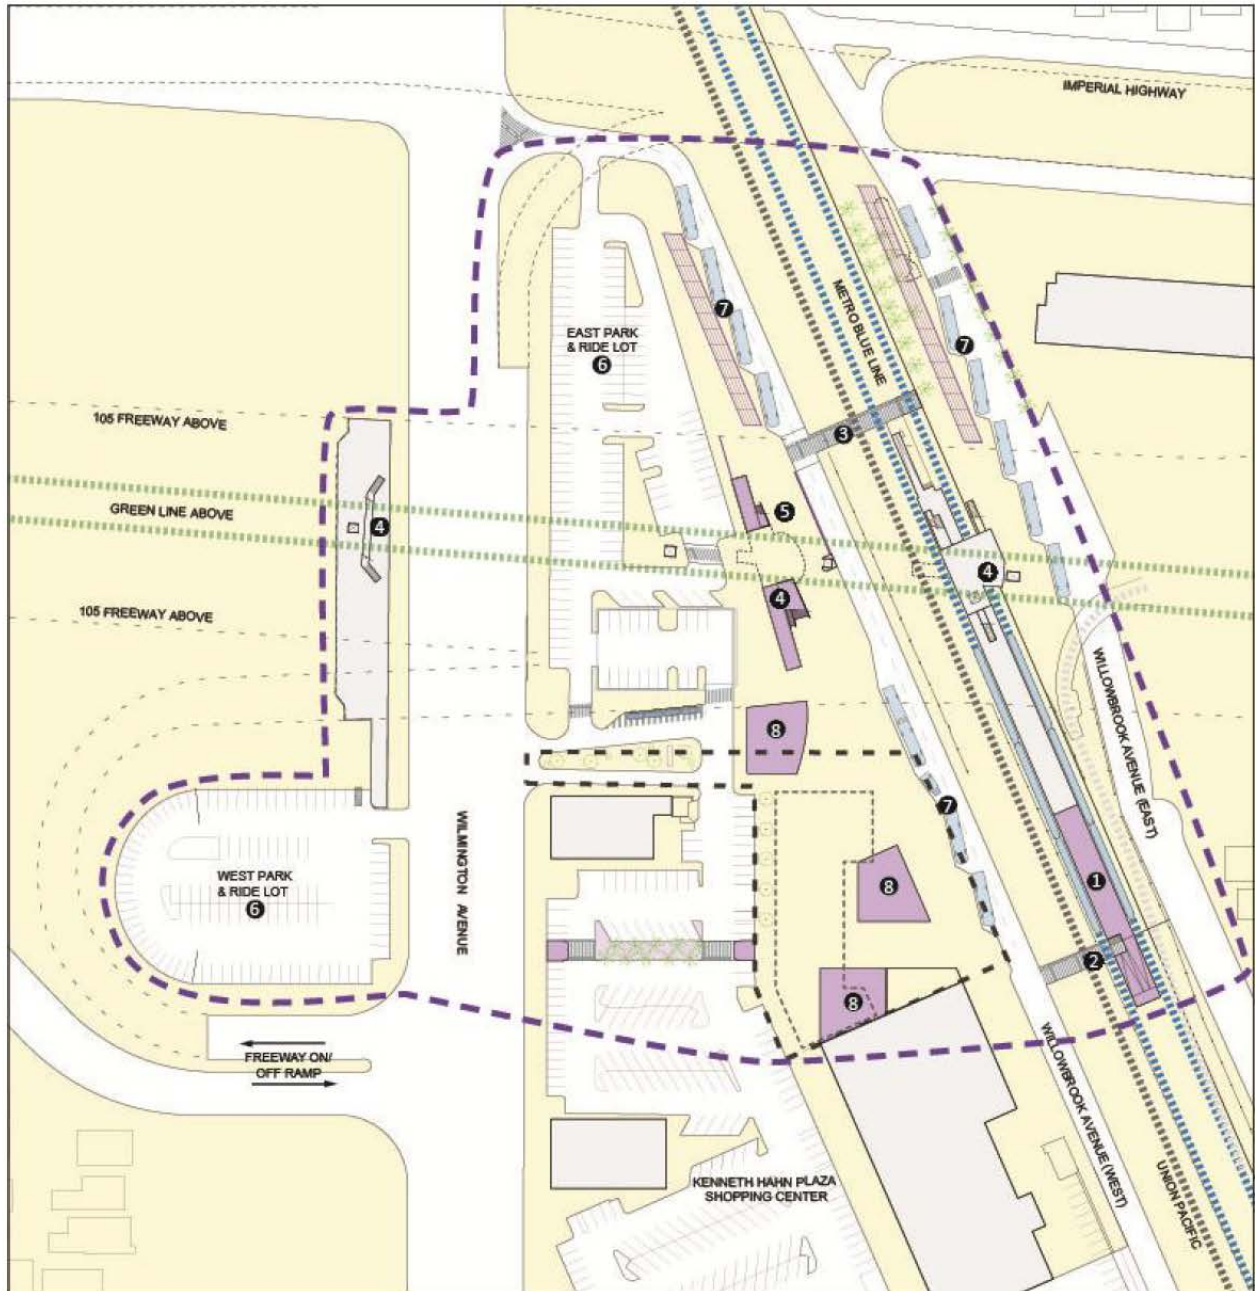 IMPERIAL HIGHWAY
7
METRO BLUE LINE
7
EAST PARK
& RIDE LOT
6
105 FREEWAY ABOVE
3
GREEN LINE ABOVE
4
5
4
4
105 FREEWAY ABOVE
WILLOWBROOK AVENUE (EAST)
8
7
WILMINGTON AVENUE
WEST PARK
& RIDE LOT
6
8
1
2
8
FREEWAY ON/
OFF RAMP
WILLOWBROOK AVENUE (WEST)
UNION PACIFIC
KENNETH HAHN PLAZA
SHOPPING CENTER